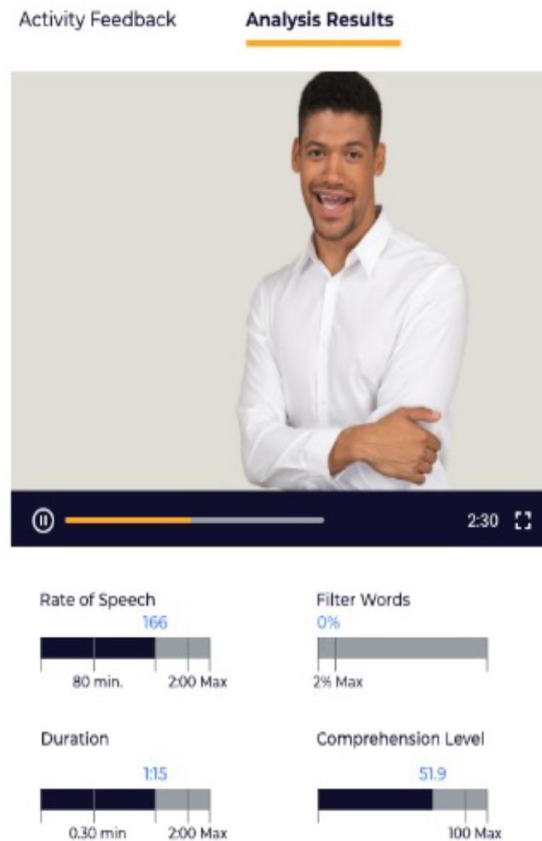 Activity Feedback Analysis Results
2:30
Rate of Speech Filter Words
166 0%
80 min. 2:00 Max 2% Max
Duration Comprehension Level
1:15 51.9
0.30 min 2:00 Max 100 Max